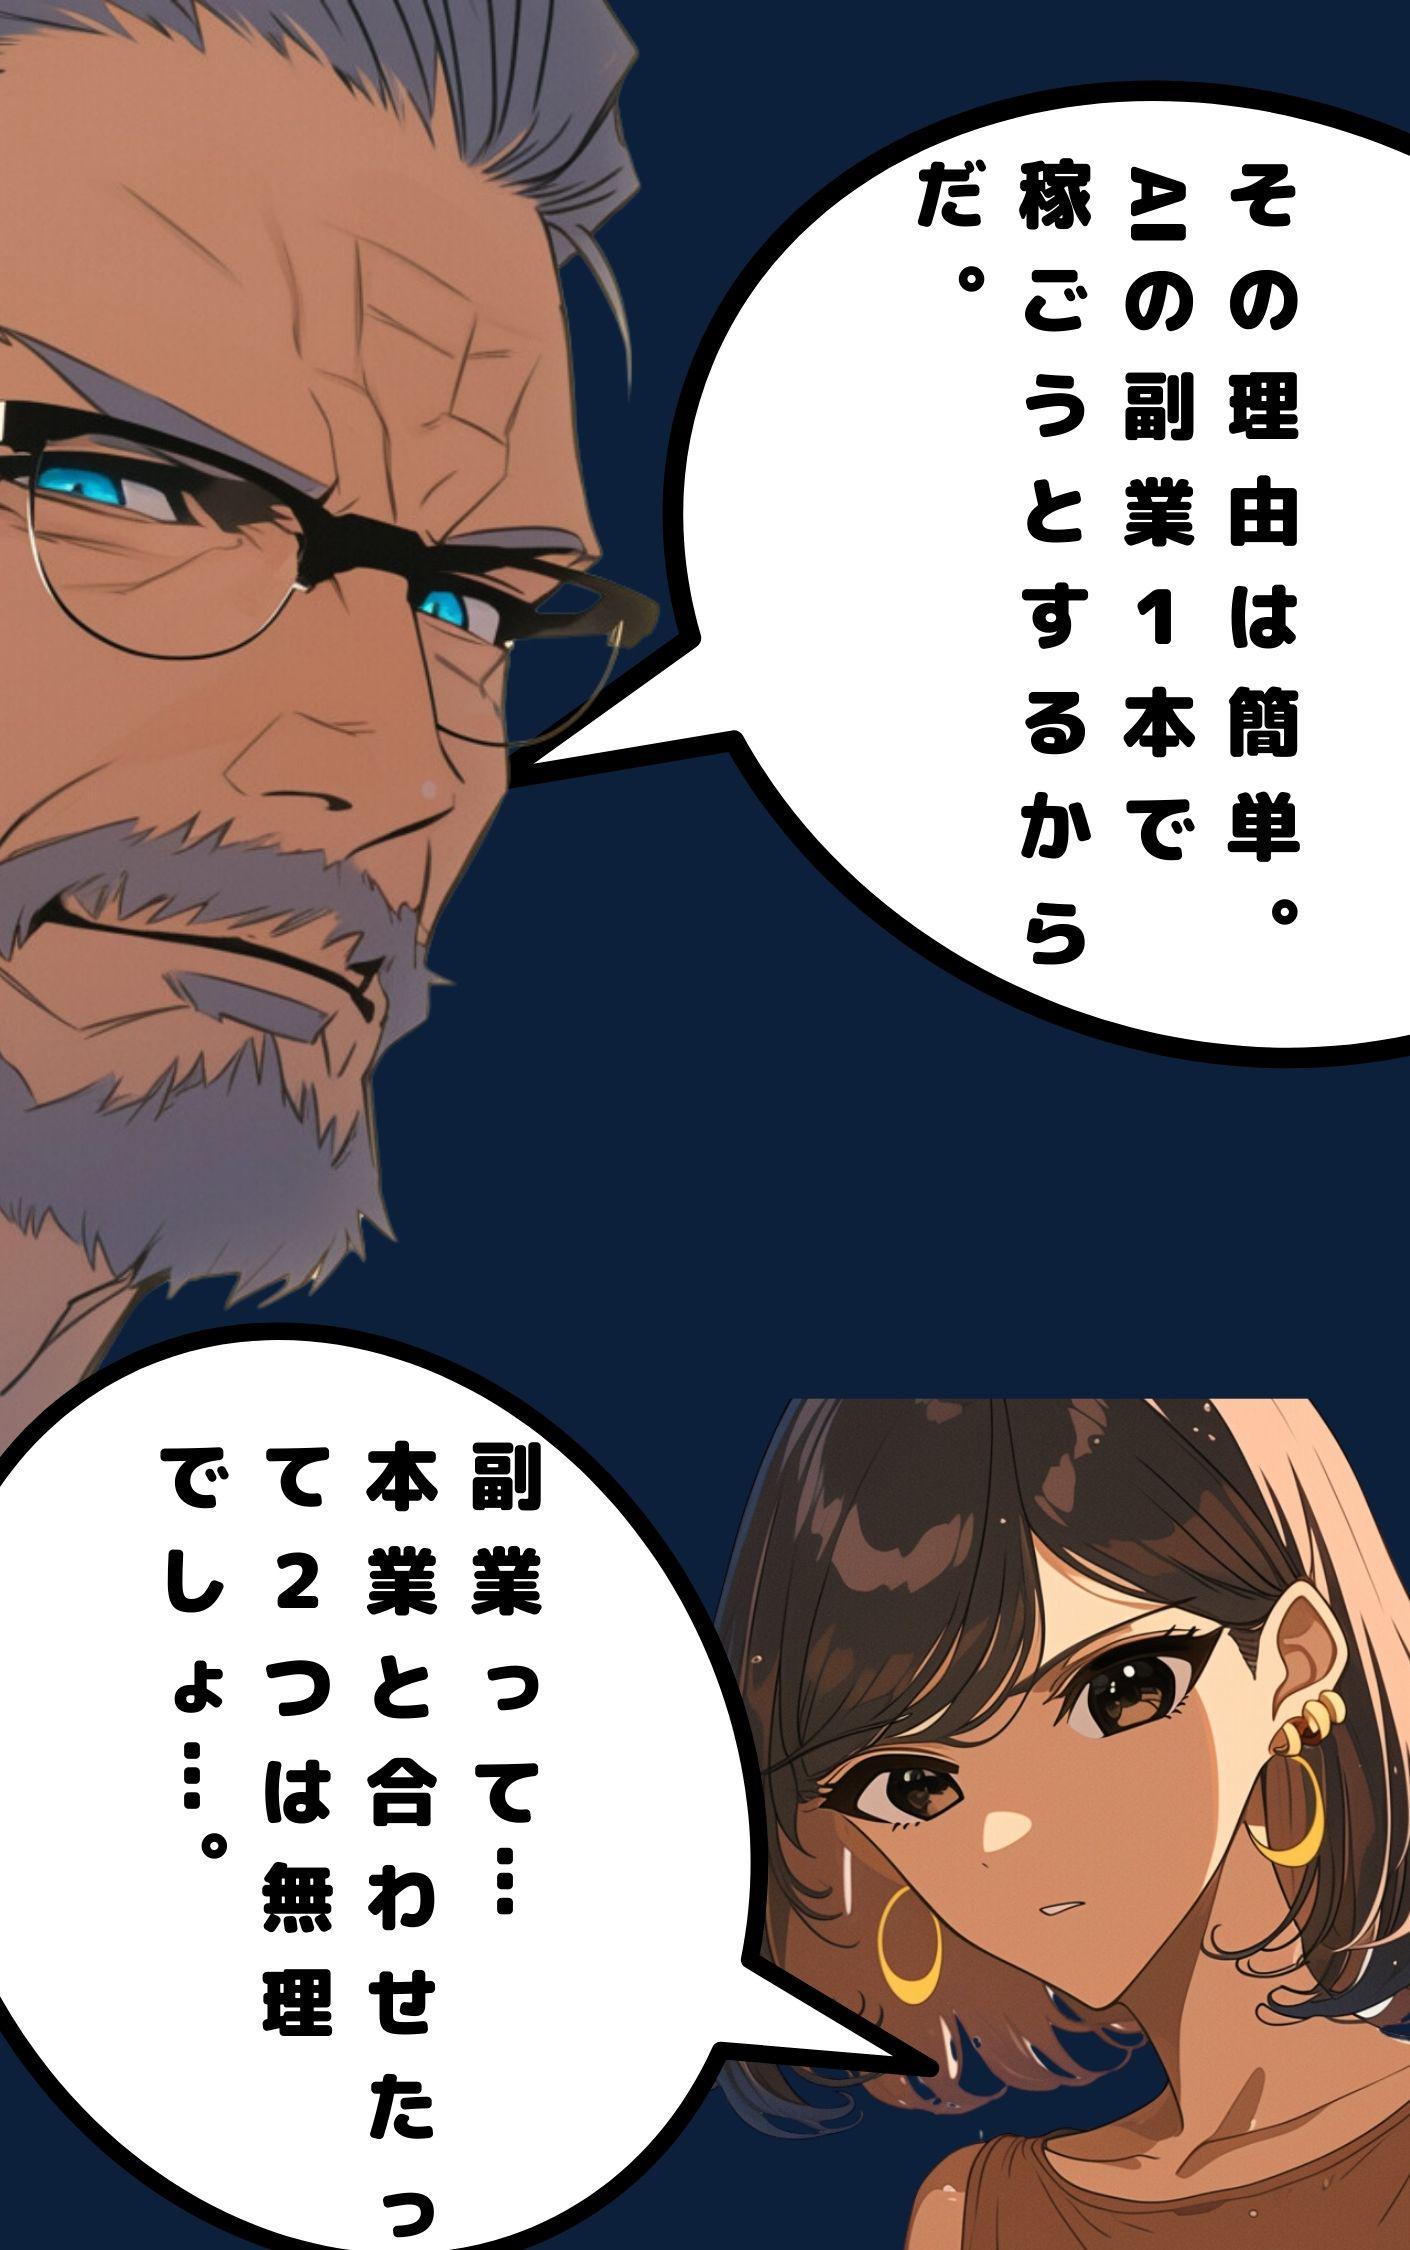 その理由は簡単。
AIの副業1本で
稼ごうとするから
だ。
副業って…
本業と合わせたっ
て2つは無理
でしょ…。